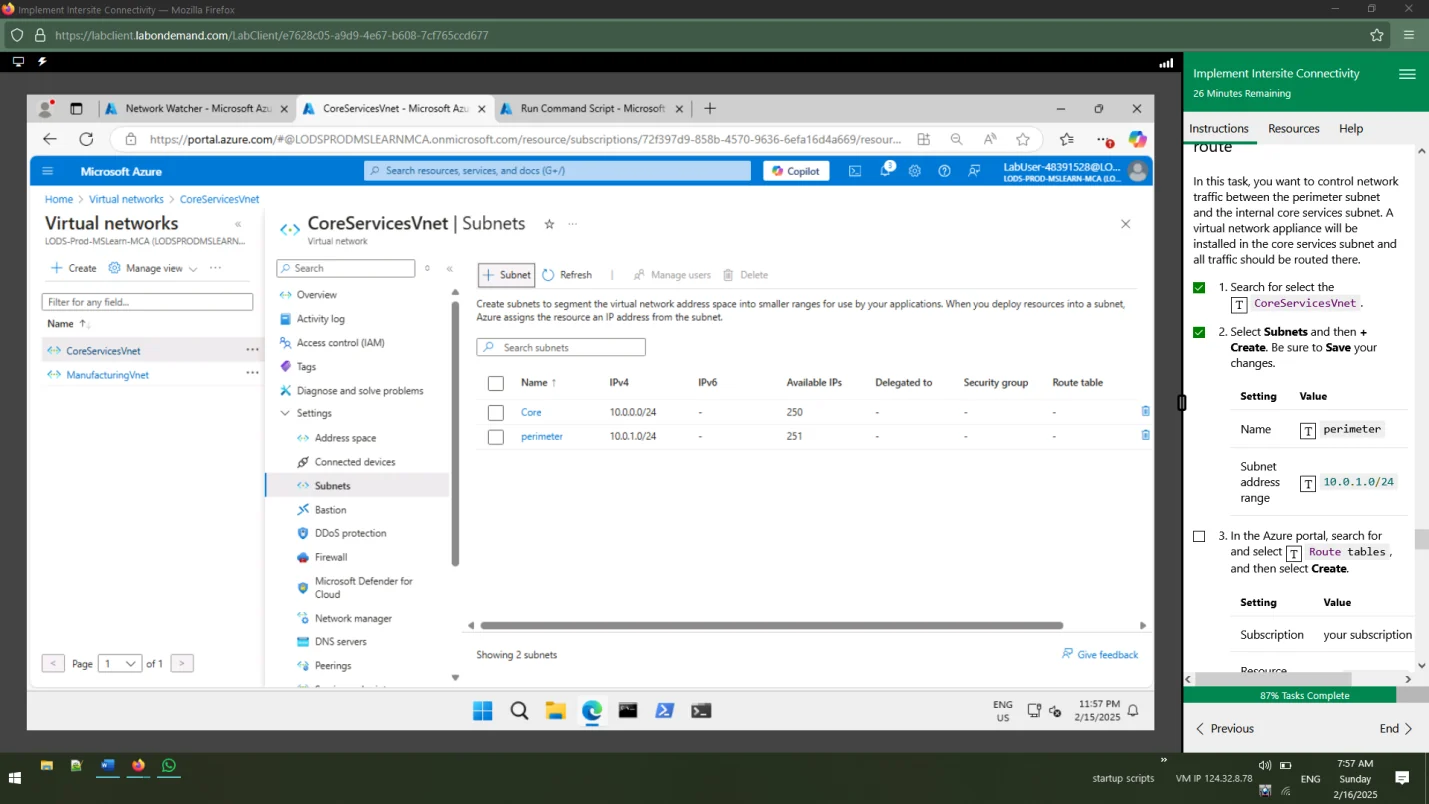 Implement Intersite Connectivity — Mozilla Firefox
https://labclient.labondemand.com/LabClient/e7628c05-a9d9-4e67-b608-7cf765ccd677
Network Watcher - Microsoft Azu
CoreServicesVnet - Microsoft Azu
Run Command Script - Microsoft
https://portal.azure.com/#@LODSPRODMSLEARNMCA.onmicrosoft.com/resource/subscriptions/72f397d9-858b-4570-9636-6efa16d4a669/resour...
Microsoft Azure
Search resources, services, and docs (G+/)
Copilot
3
LabUser-48391528@LO...
LODS-PROD-MSLEARN-MCA (LO...
Home > Virtual networks > CoreServicesVnet
Virtual networks
LODS-Prod-MSLearn-MCA (LODSPRODMSLEARN...
Create
Manage view
Filter for any field...
Name
CoreServicesVnet
ManufacturingVnet
< Page 1 of 1 >
CoreServicesVnet | Subnets
Virtual network
Search
Overview
Activity log
Access control (IAM)
Tags
Diagnose and solve problems
Settings
Address space
Connected devices
Subnets
Bastion
DDoS protection
Firewall
Microsoft Defender for
Cloud
Network manager
DNS servers
Peerings
+ Subnet Refresh | Manage users Delete
Create subnets to segment the virtual network address space into smaller ranges for use by your applications. When you deploy resources into a subnet,
Azure assigns the resource an IP address from the subnet.
Search subnets
Name ↑ IPv4 IPv6 Available IPs Delegated to Security group Route table
Core 10.0.0.0/24 - 250 - - -
perimeter 10.0.1.0/24 - 251 - - -
Showing 2 subnets
Give feedback
ENG
US
11:57 PM
2/15/2025
Implement Intersite Connectivity
26 Minutes Remaining
Instructions Resources Help
route
In this task, you want to control network
traffic between the perimeter subnet
and the internal core services subnet. A
virtual network appliance will be
installed in the core services subnet and
all traffic should be routed there.
1. Search for select the
T CoreServicesVnet.
2. Select Subnets and then +
Create. Be sure to Save your
changes.
Setting Value
Name T perimeter
Subnet
address
range
T 10.0.1.0/24
3. In the Azure portal, search for
and select T Route tables,
and then select Create.
Setting Value
Subscription your subscription
Resource
87% Tasks Complete
< Previous
End >
startup scripts
VM IP 124.32.8.78
ENG
7:57 AM
Sunday
2/16/2025